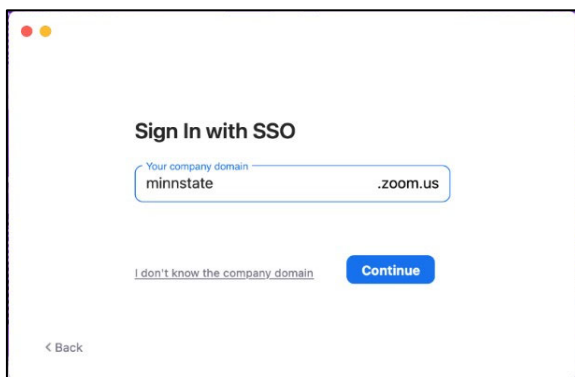 Sign In with SSO
Your company domain
minnstate .zoom.us
I don't know the company domain
Continue
< Back